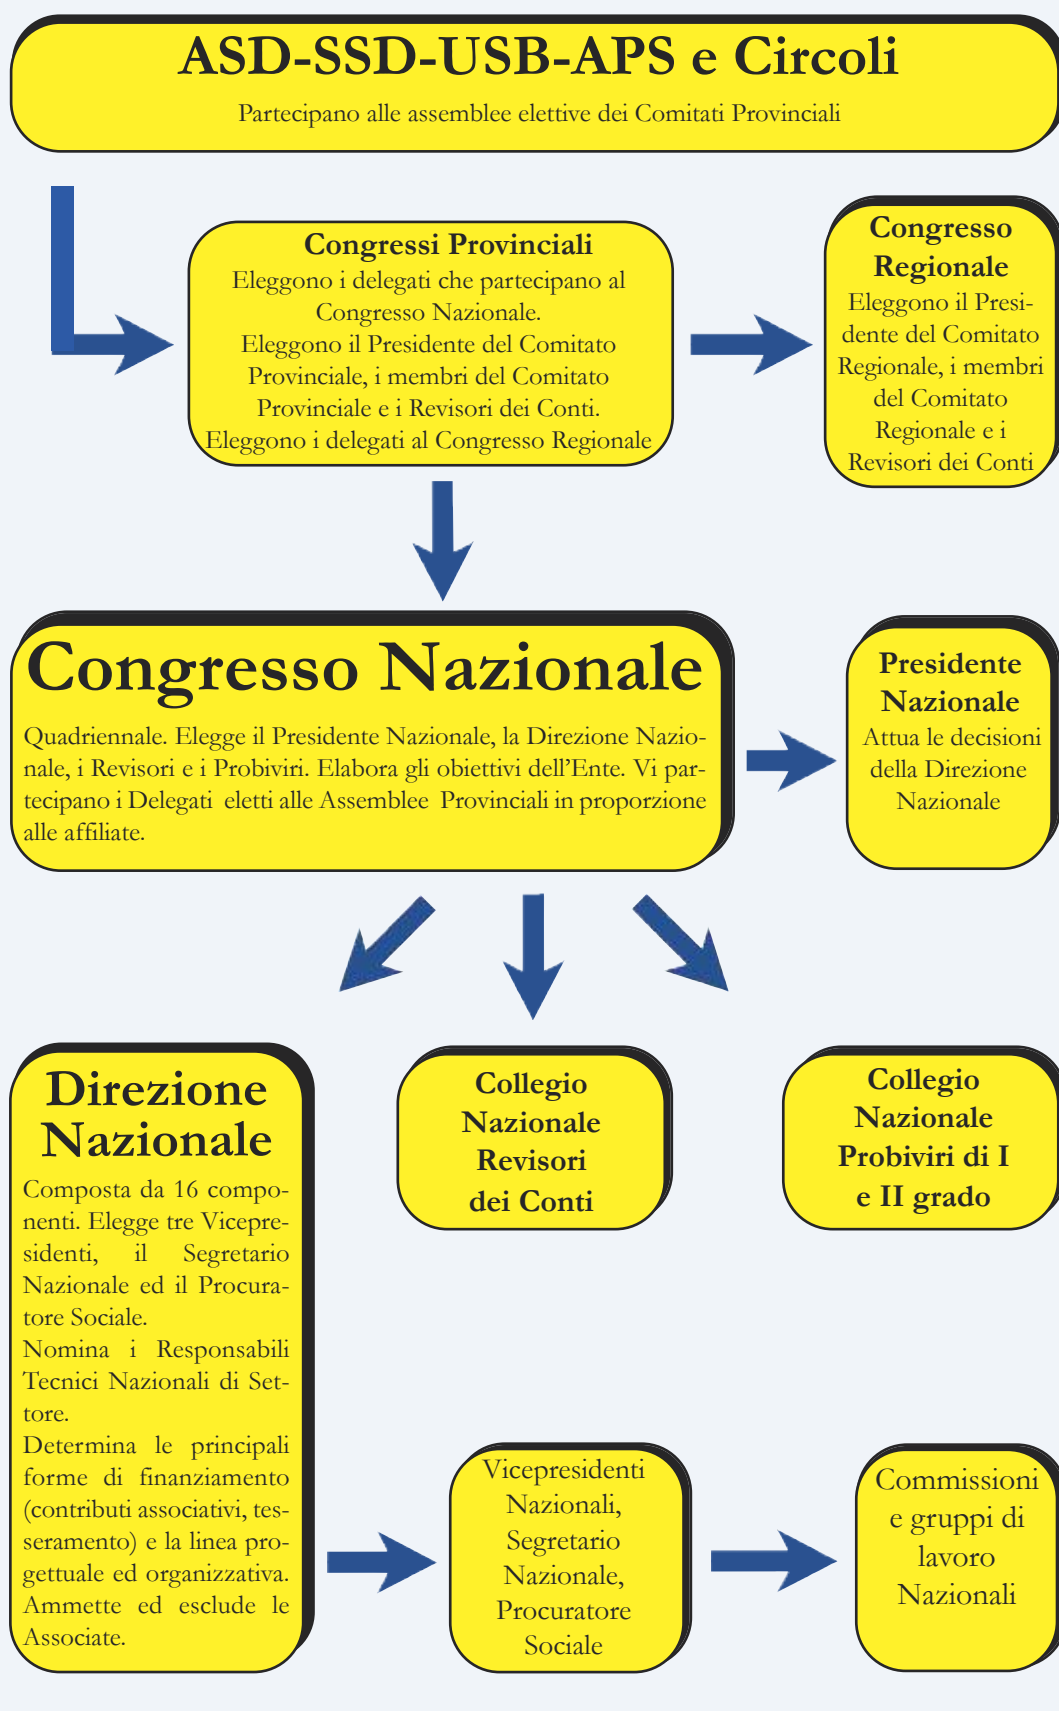 ASD-SSD-USB-APS e Circoli
Partecipano alle assemblee elettive dei Comitati Provinciali
Congressi Provinciali
Eleggono i delegati che partecipano al
Congresso Nazionale.
Eleggono il Presidente del Comitato
Provinciale, i membri del Comitato
Provinciale e i Revisori dei Conti.
Eleggono i delegati al Congresso Regionale
Congresso
Regionale
Eleggono il Presi-
dente del Comitato
Regionale, i membri
del Comitato
Regionale e i
Revisori dei Conti
Congresso Nazionale
Quadriennale. Elegge il Presidente Nazionale, la Direzione Nazio-
nale, i Revisori e i Probiviri. Elabora gli obiettivi dell'Ente. Vi par-
tecipano i Delegati eletti alle Assemblee Provinciali in proporzione
alle affiliate.
Presidente
Nazionale
Attua le decisioni
della Direzione
Nazionale
Direzione
Nazionale
Composta da 16 compo-
nenti. Elegge tre Vicepre-
sidenti, il Segretario
Nazionale ed il Procura-
tore Sociale.
Nomina i Responsabili
Tecnici Nazionali di Set-
tore.
Determina le principali
forme di finanziamento
(contributi associativi, tes-
seramento) e la linea pro-
gettuale ed organizzativa.
Ammette ed esclude le
Associate.
Collegio
Nazionale
Revisori
dei Conti
Collegio
Nazionale
Probiviri di I
e II grado
Vicepresidenti
Nazionali,
Segretario
Nazionale,
Procuratore
Sociale
Commissioni
e gruppi di
lavoro
Nazionali